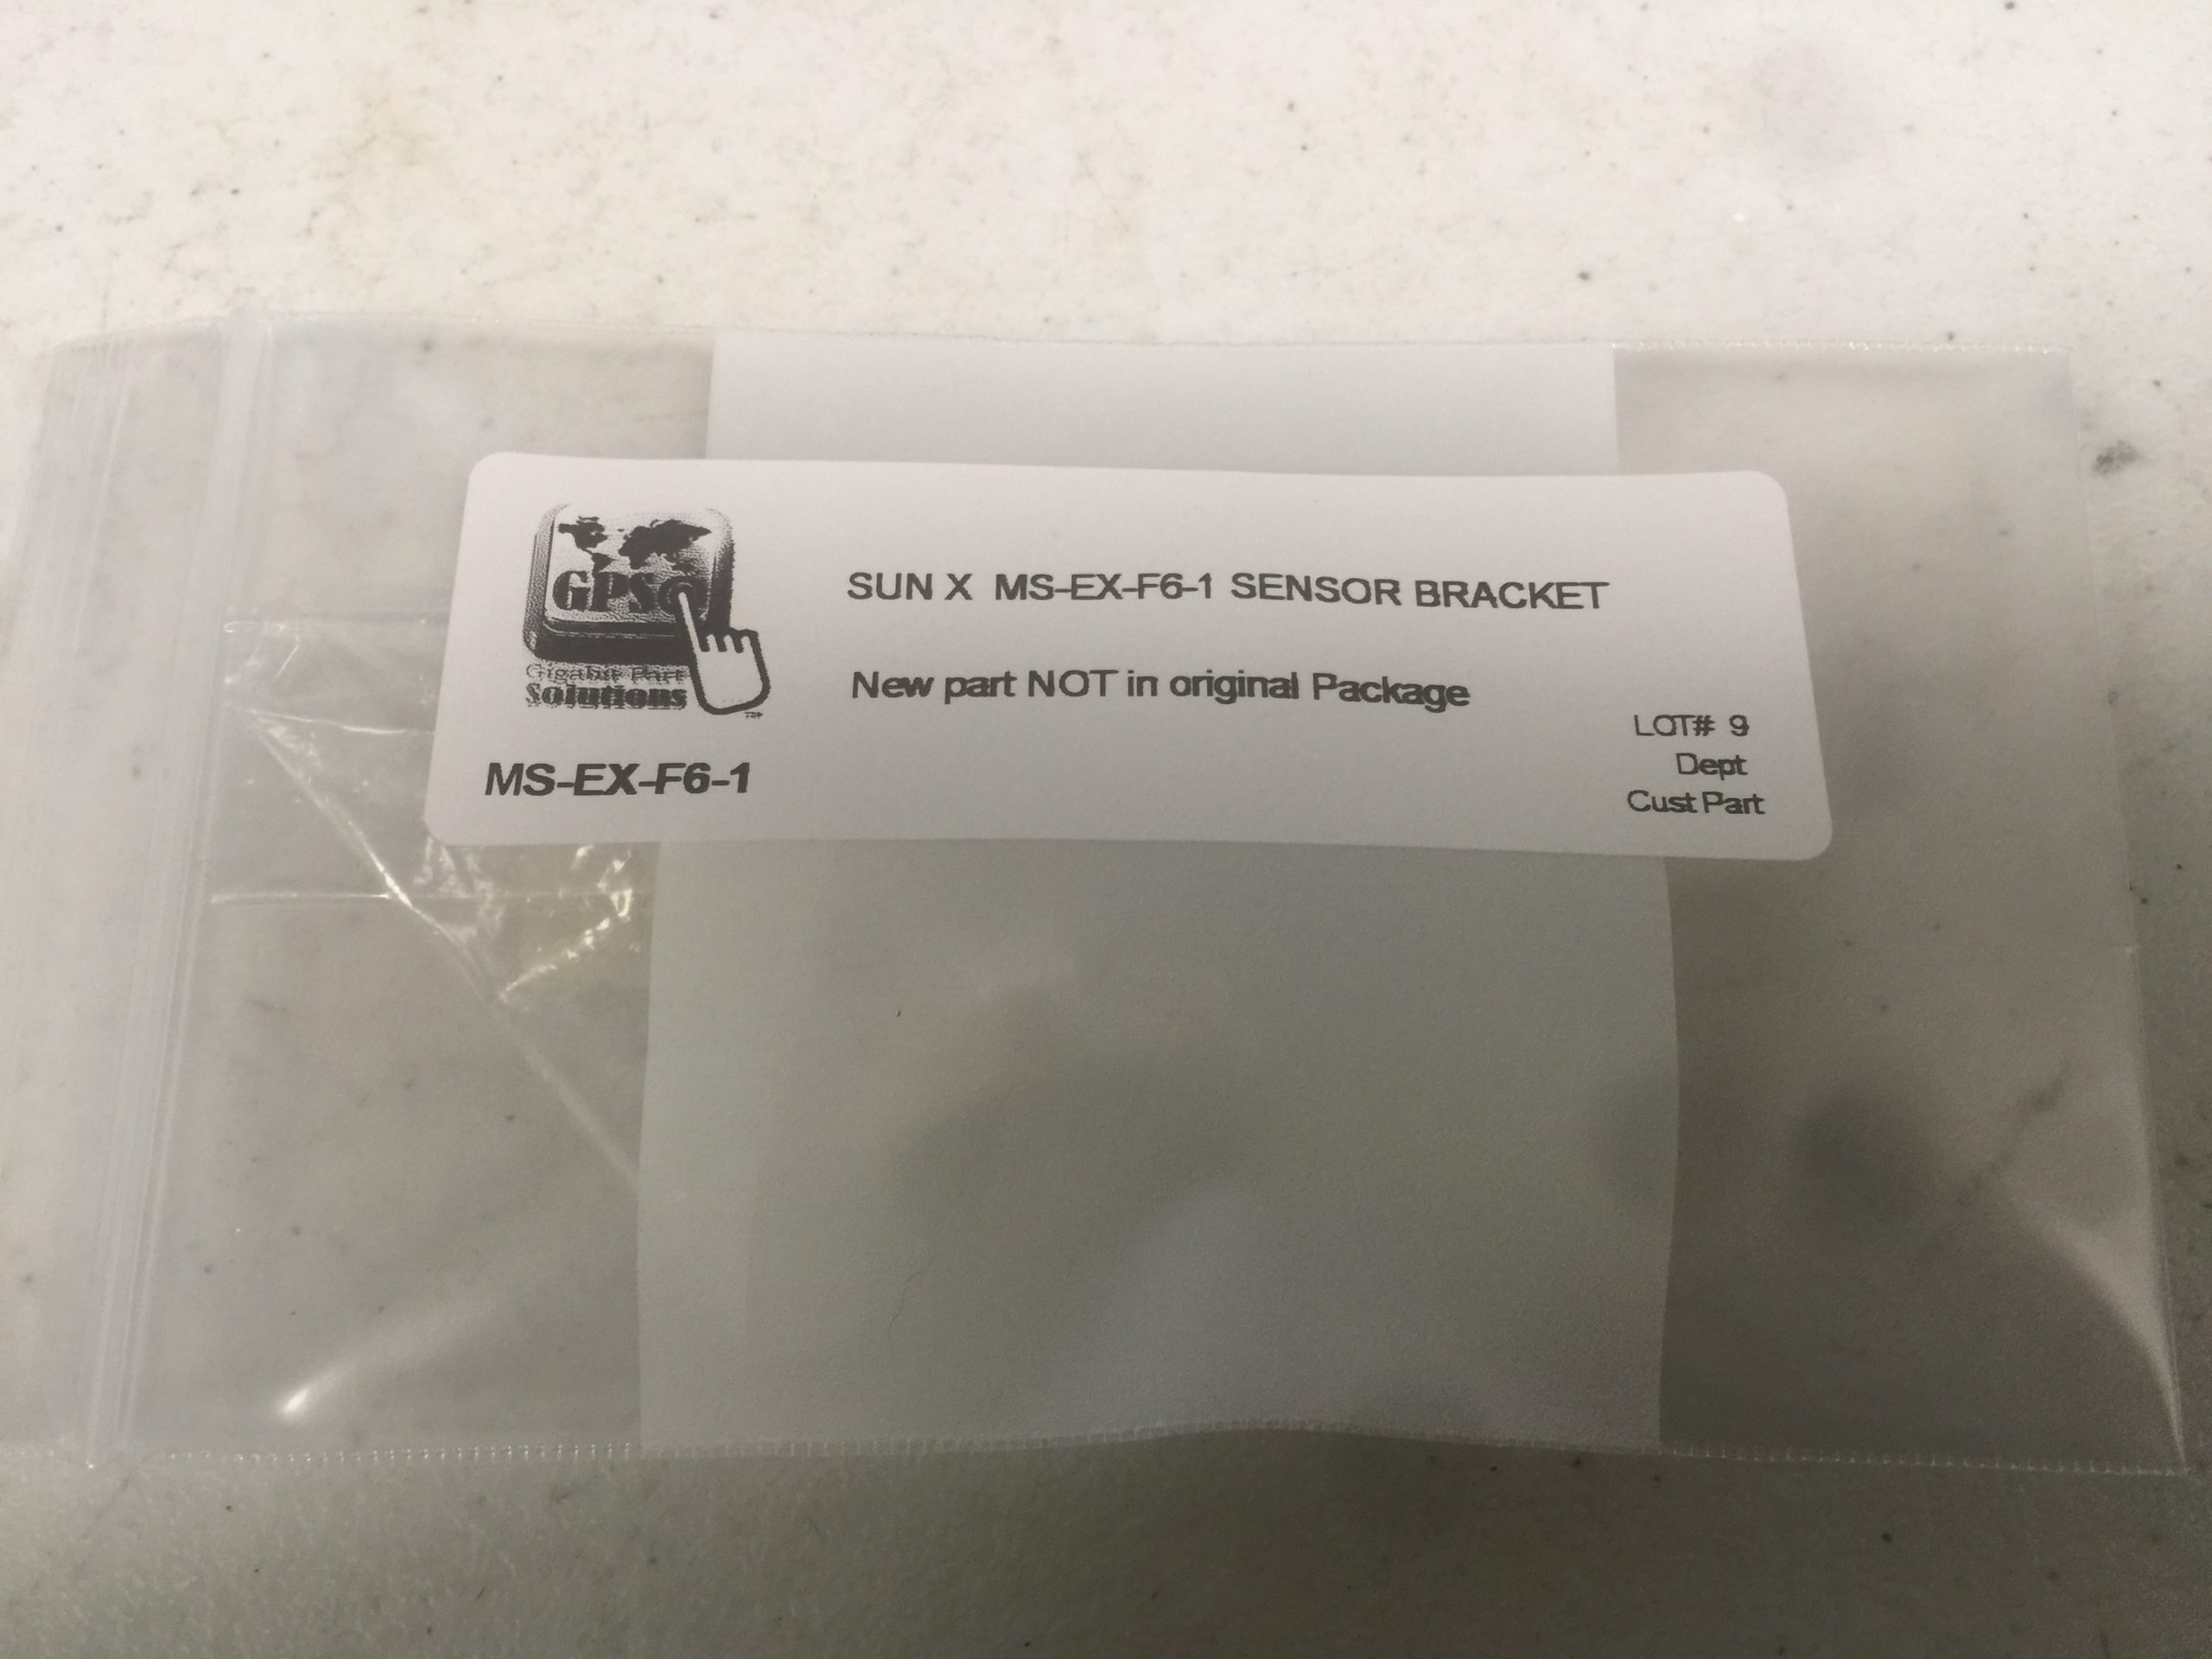 GPS
Gigabit Part
Solutions
SUN X MS-EX-F6-1 SENSOR BRACKET
New part NOT in original Package
MS-EX-F6-1
LOT# 9
Dept
Cust Part